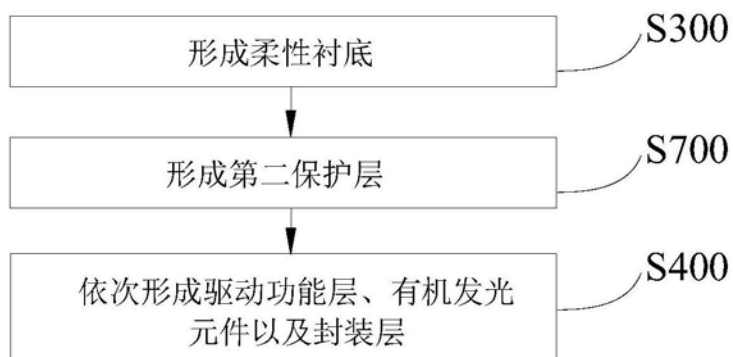 形成柔性衬底
S300
形成第二保护层
S700
依次形成驱动功能层、有机发光
元件以及封装层
S400